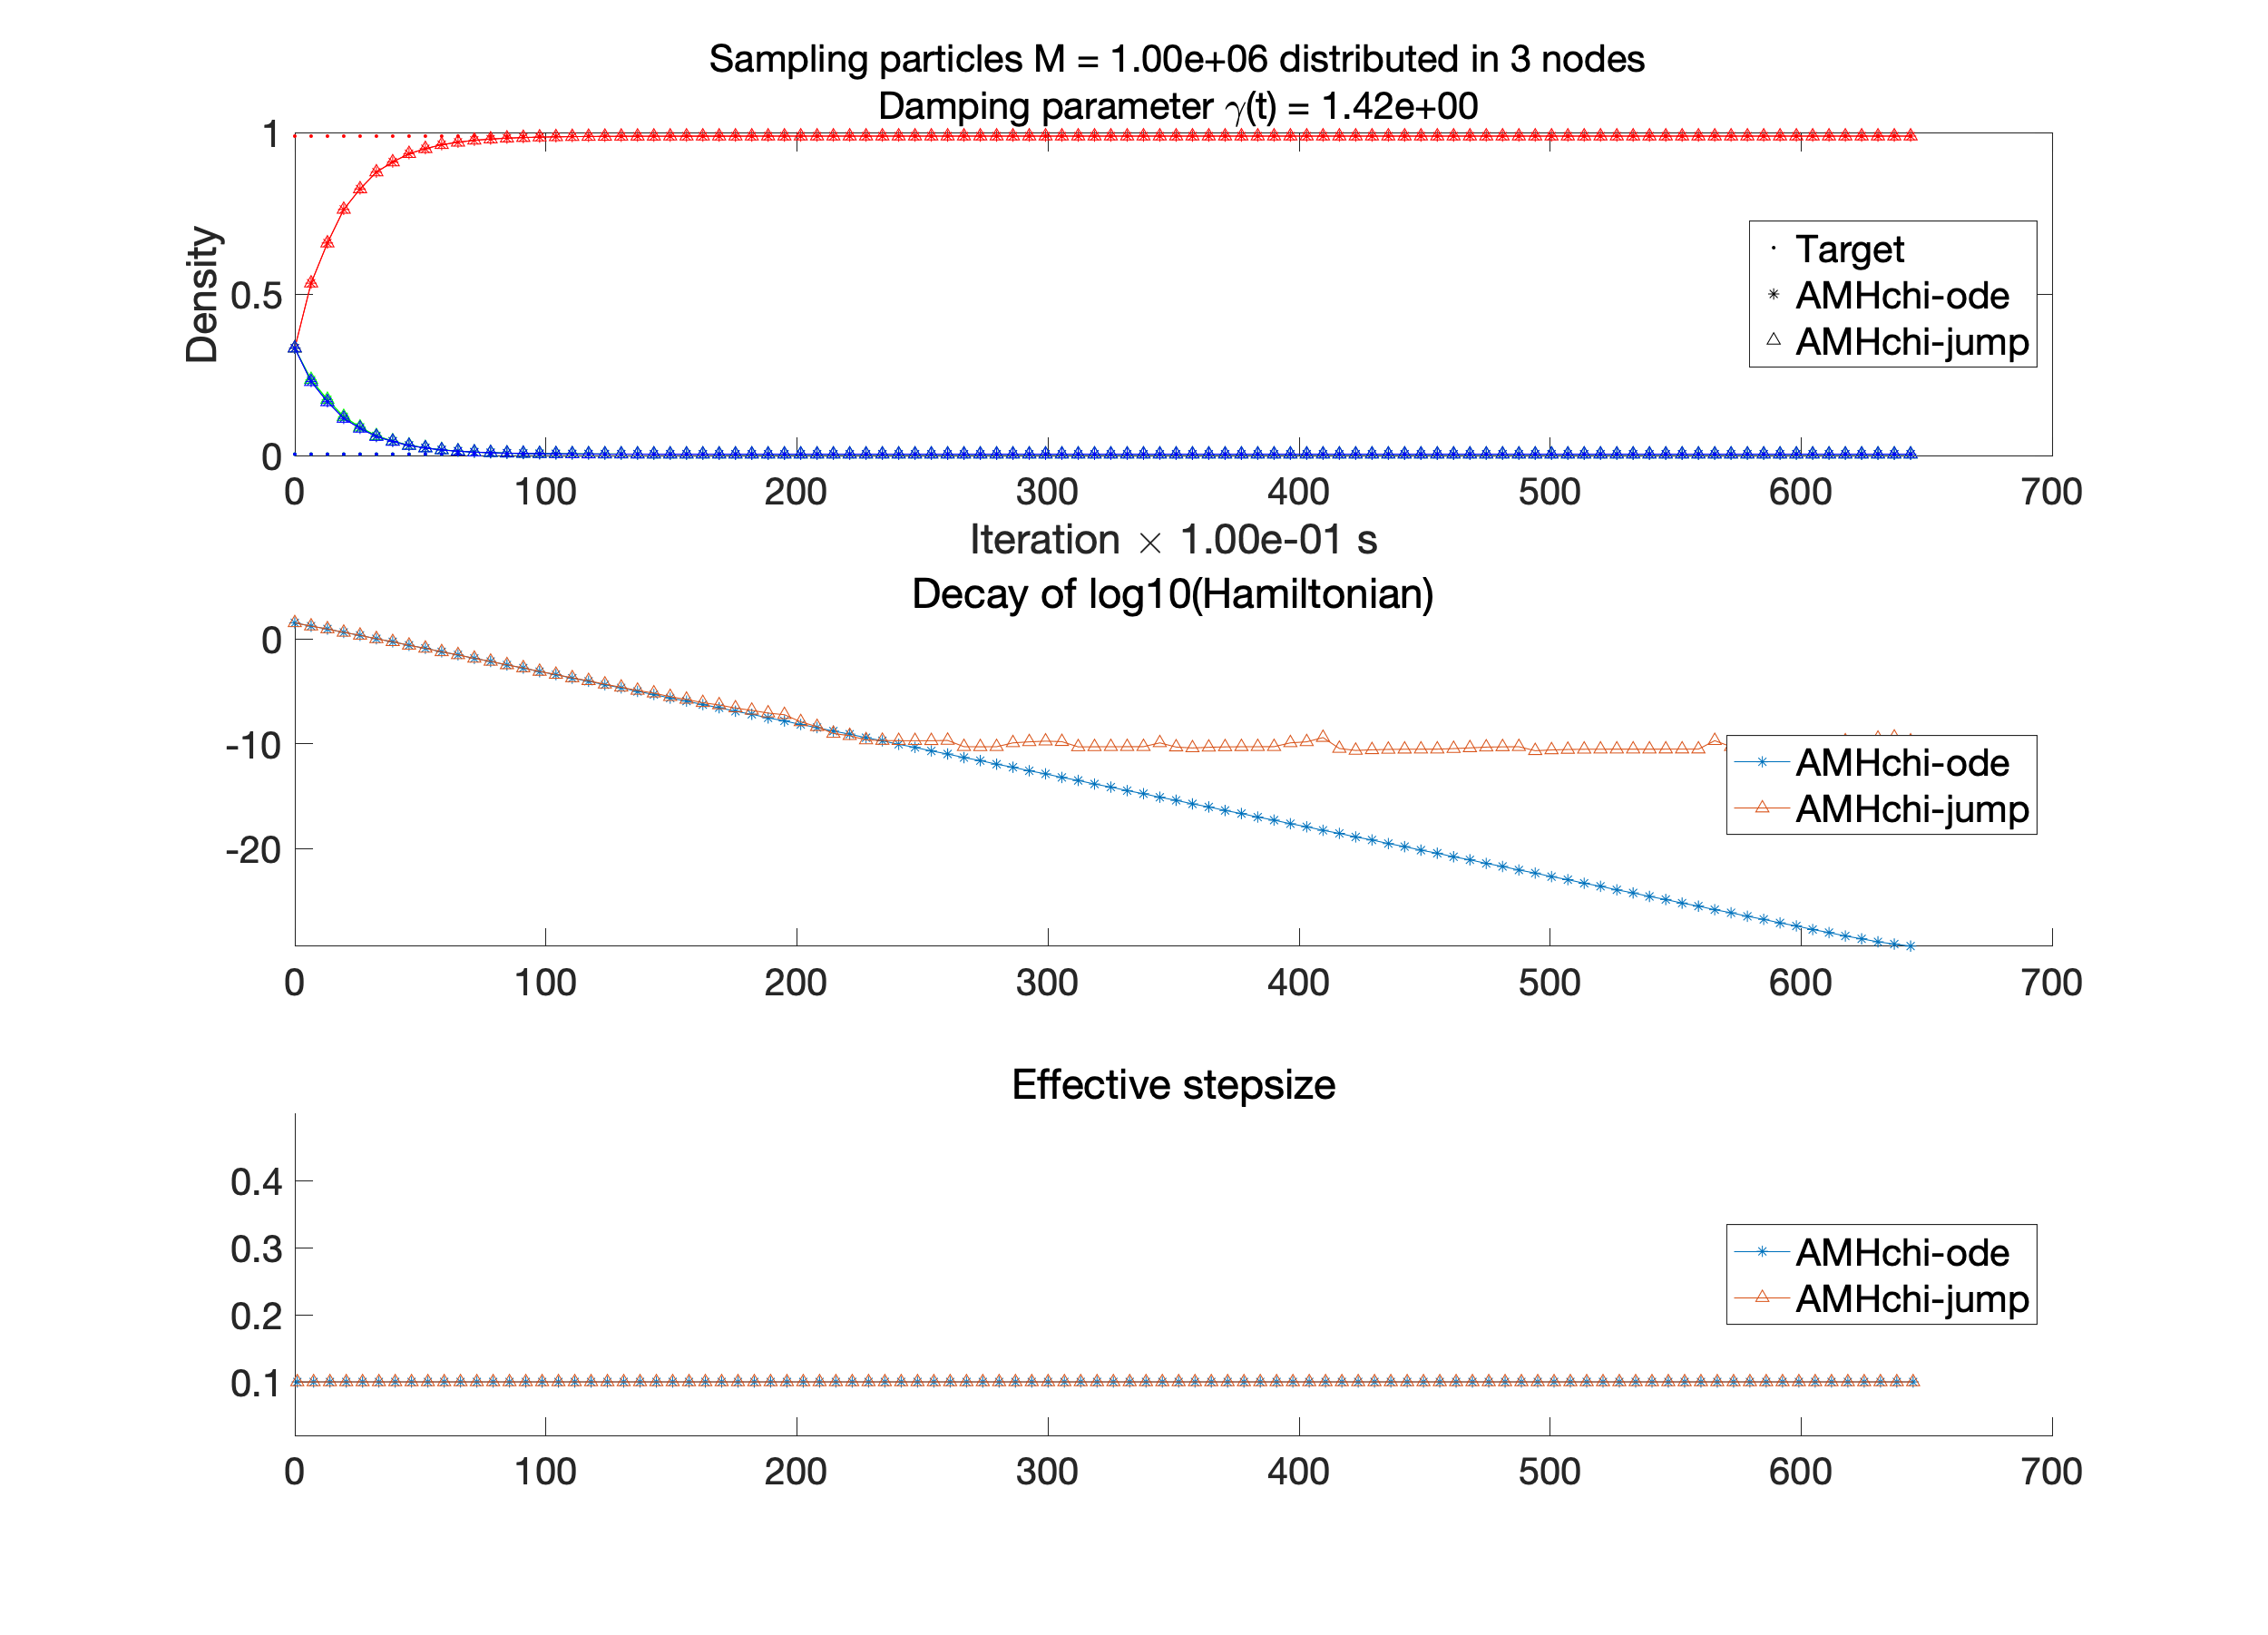 Sampling particles M = 1.00e+06 distributed in 3 nodes
Damping parameter γ(t) = 1.42e+00
1
0.5
0
Density
Target
AMHchi-ode
AMHchi-jump
0 100 200 300 400 500 600 700
Iteration × 1.00e-01 s
Decay of log10(Hamiltonian)
0
-10
-20
AMHchi-ode
AMHchi-jump
0 100 200 300 400 500 600 700
Effective stepsize
0.4
0.3
0.2
0.1
AMHchi-ode
AMHchi-jump
0 100 200 300 400 500 600 700